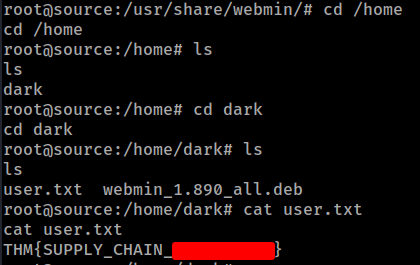 root@source:/usr/share/webmin/# cd /home
cd /home
root@source:/home# ls
ls
dark
root@source:/home# cd dark
cd dark
root@source:/home/dark# ls
ls
user.txt  webmin_1.890_all.deb
root@source:/home/dark# cat user.txt
cat user.txt
THM{SUPPLY_CHAIN_ }